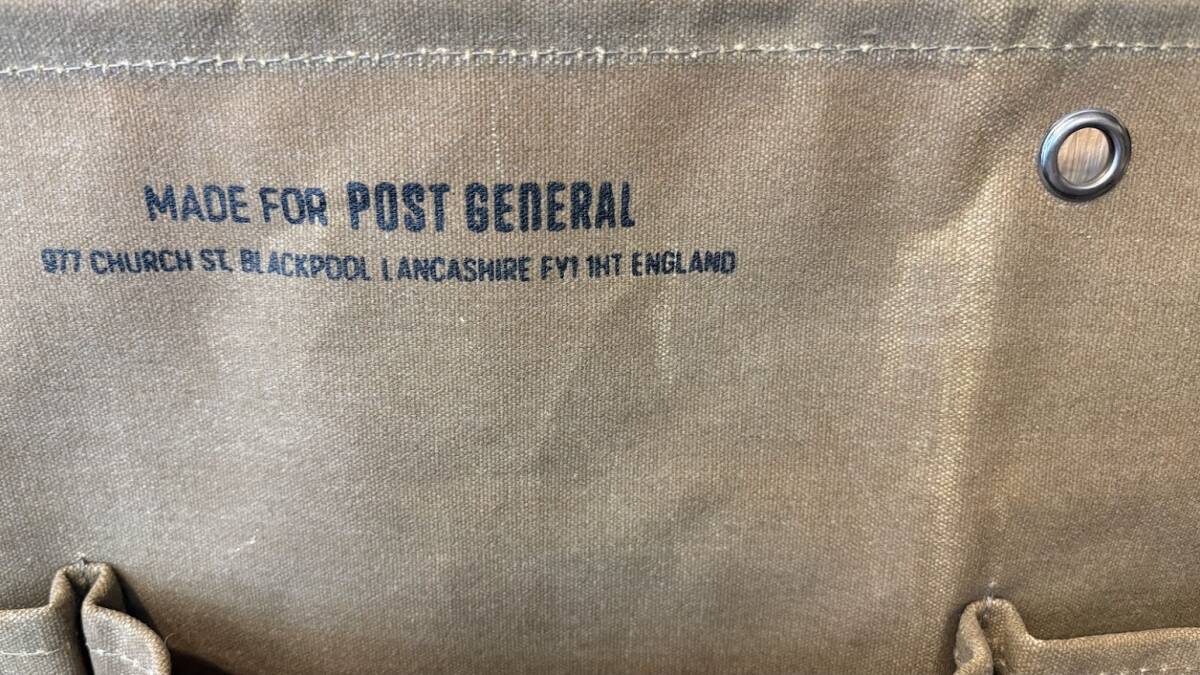 MADE FOR POST GENERAL
977 CHURCH ST. BLACKPOOL LANCASHIRE FY1 1HT ENGLAND